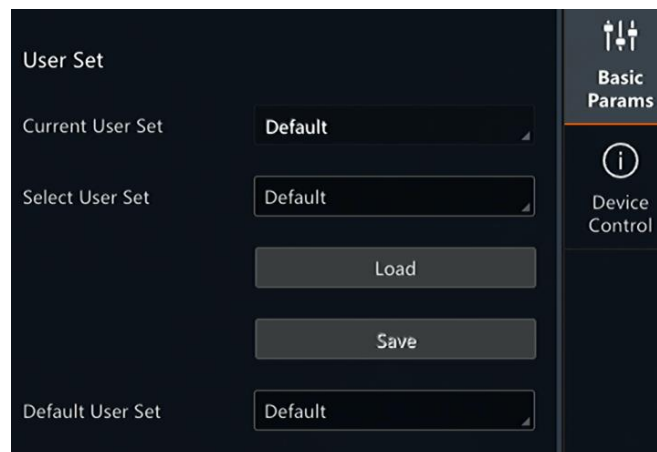 User Set
Current User Set
Default
Select User Set
Default
Load
Save
Default User Set
Default
Basic
Params
Device
Control